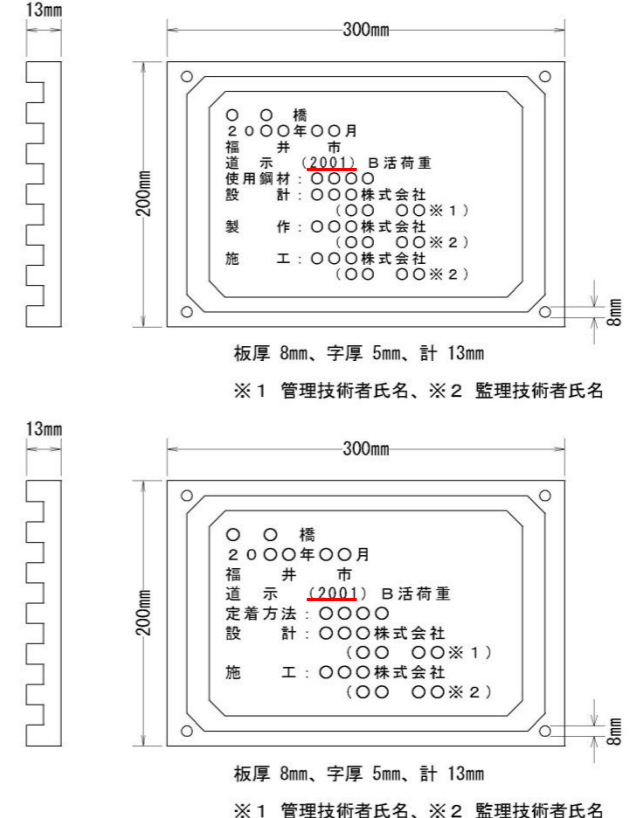 13mm
300mm
200mm
○ ○ 橋
20○○年○○月
福 井 市
道 示 (2001) B活荷重
使用鋼材:○○○○
設 計:○○○株式会社
(○○ ○○※1)
製 作:○○○株式会社
(○○ ○○※2)
施 工:○○○株式会社
(○○ ○○※2)
8mm
板厚 8mm、字厚 5mm、計 13mm
※1 管理技術者氏名、※2 監理技術者氏名
13mm
300mm
200mm
○ ○ 橋
20○○年○○月
福 井 市
道 示 (2001) B活荷重
定着方法:○○○○
設 計:○○○株式会社
(○○ ○○※1)
施 工:○○○株式会社
(○○ ○○※2)
8mm
板厚 8mm、字厚 5mm、計 13mm
※1 管理技術者氏名、※2 監理技術者氏名